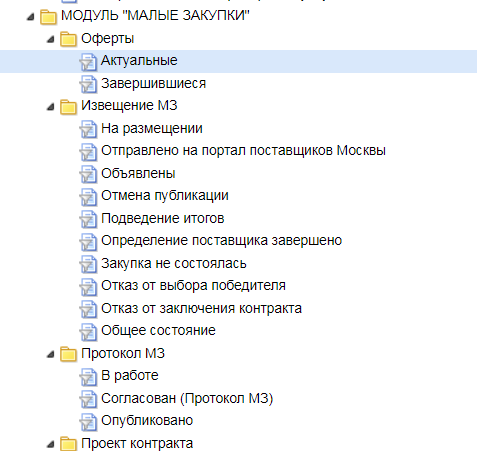 МОДУЛЬ "МАЛЫЕ ЗАКУПКИ"
Оферты
Актуальные
Завершившиеся
Извещение МЗ
На размещении
Отправлено на портал поставщиков Москвы
Объявлены
Отмена публикации
Подведение итогов
Определение поставщика завершено
Закупка не состоялась
Отказ от выбора победителя
Отказ от заключения контракта
Общее состояние
Протокол МЗ
В работе
Согласован (Протокол МЗ)
Опубликовано
Проект контракта